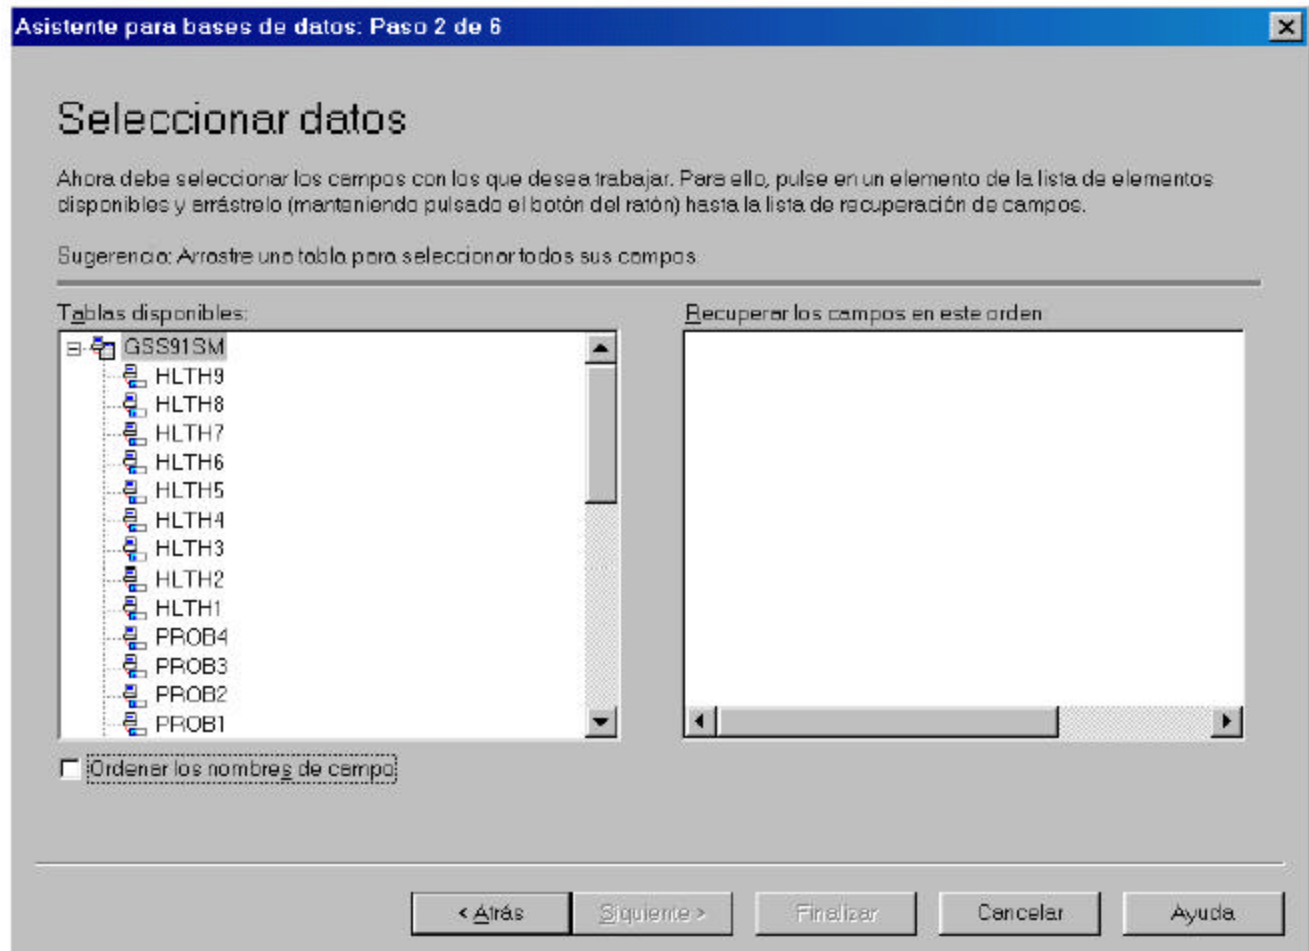 Asistente para bases de datos: Paso 2 de 6
Seleccionar datos
Ahora debe seleccionar los campos con los que desea trabajar. Para ello, pulse en un elemento de la lista de elementos
disponibles y arrástrelo (manteniendo pulsado el botón del ratón) hasta la lista de recuperación de campos.
Sugerencia: Arrastre una tabla para seleccionar todos sus campos.
Tablas disponibles:
Recuperar los campos en este orden
GSS91SM
HLTH9
HLTH8
HLTH7
HLTH6
HLTH5
HLTH4
HLTH3
HLTH2
HLTH1
PROB4
PROB3
PROB2
PROB1
Ordenar los nombres de campo
< Atrás
Siguiente >
Finalizar
Cancelar
Ayuda